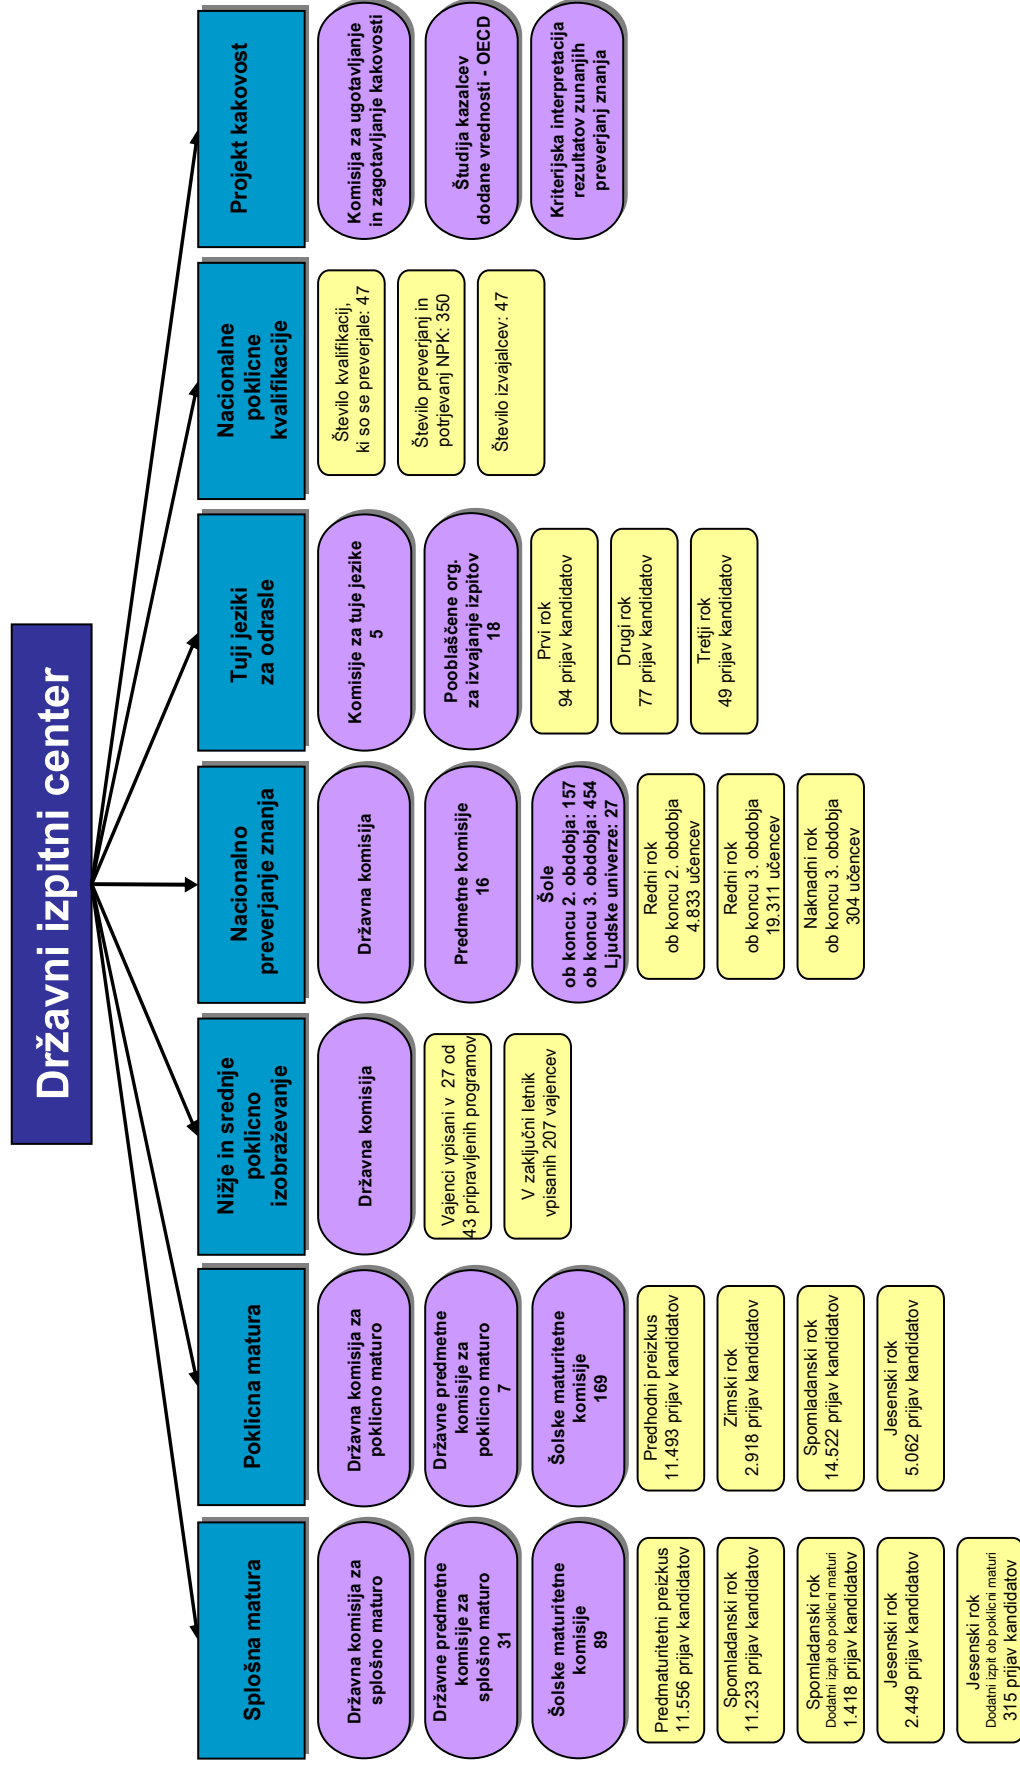 Državni izpitni center
Splošna matura
Državna komisija za
splošno maturo
Državne predmetne
komisije za
splošno maturo
31
Šolske maturitetne
komisije
89
Predmaturitetni preizkus
11.556 prijav kandidatov
Spomladanski rok
11.233 prijav kandidatov
Spomladanski rok
Dodatni izpit ob poklicni maturi
1.418 prijav kandidatov
Jesenski rok
2.449 prijav kandidatov
Jesenski rok
Dodatni izpit ob poklicni maturi
315 prijav kandidatov
Poklicna matura
Državna komisija za
poklicno maturo
Državne predmetne
komisije za
poklicno maturo
7
Šolske maturitetne
komisije
169
Predhodni preizkus
11.493 prijav kandidatov
Zimski rok
2.918 prijav kandidatov
Spomladanski rok
14.522 prijav kandidatov
Jesenski rok
5.062 prijav kandidatov
Nižje in srednje
poklicno
izobraževanje
Državna komisija
Vajenci vpisani v 27 od
43 pripravljenih programov
V zaključni letnik
vpisanih 207 vajencev
Nacionalno
preverjanje znanja
Državna komisija
Predmetne komisije
16
Šole
ob koncu 2. obdobja: 157
ob koncu 3. obdobja: 454
Ljudske univerze: 27
Redni rok
ob koncu 2. obdobja
4.833 učencev
Redni rok
ob koncu 3. obdobja
19.311 učencev
Naknadni rok
ob koncu 3. obdobja
304 učencev
Tuji jeziki
za odrasle
Komisije za tuje jezike
5
Pooblaščene org.
za izvajanje izpitov
18
Prvi rok
94 prijav kandidatov
Drugi rok
77 prijav kandidatov
Tretji rok
49 prijav kandidatov
Nacionalne
poklicne
kvalifikacije
Število kvalifikacij,
ki so se preverjale: 47
Število preverjanj in
potrjevanj NPK: 350
Število izvajalcev: 47
Projekt kakovost
Komisija za ugotavljanje
in zagotavljanje kakovosti
Študija kazalcev
dodane vrednosti - OECD
Kriterijska interpretacija
rezultatov zunanjih
preverjanj znanja